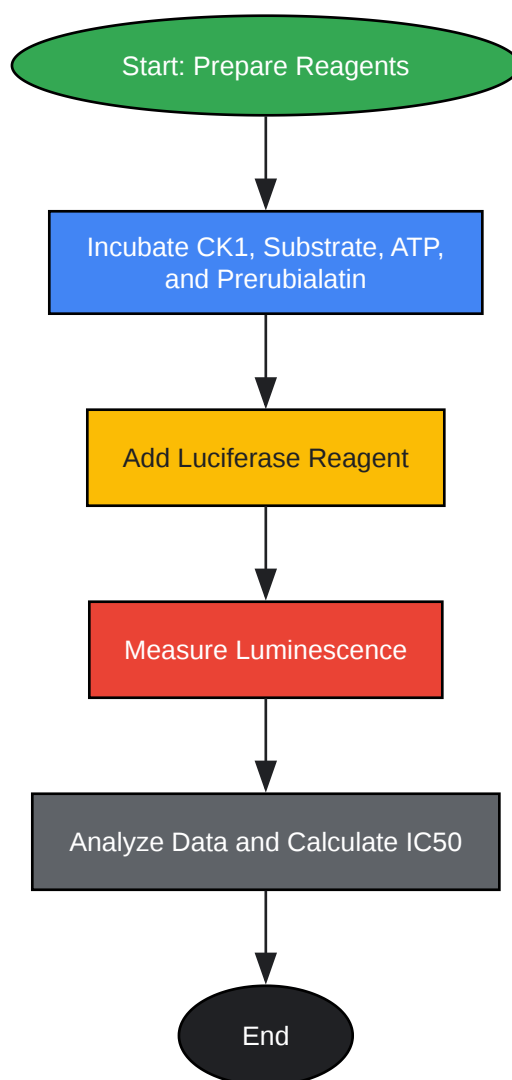 Start: Prepare Reagents
Incubate CK1, Substrate, ATP,
and Prerubialatin
Add Luciferase Reagent
Measure Luminescence
Analyze Data and Calculate IC50
End